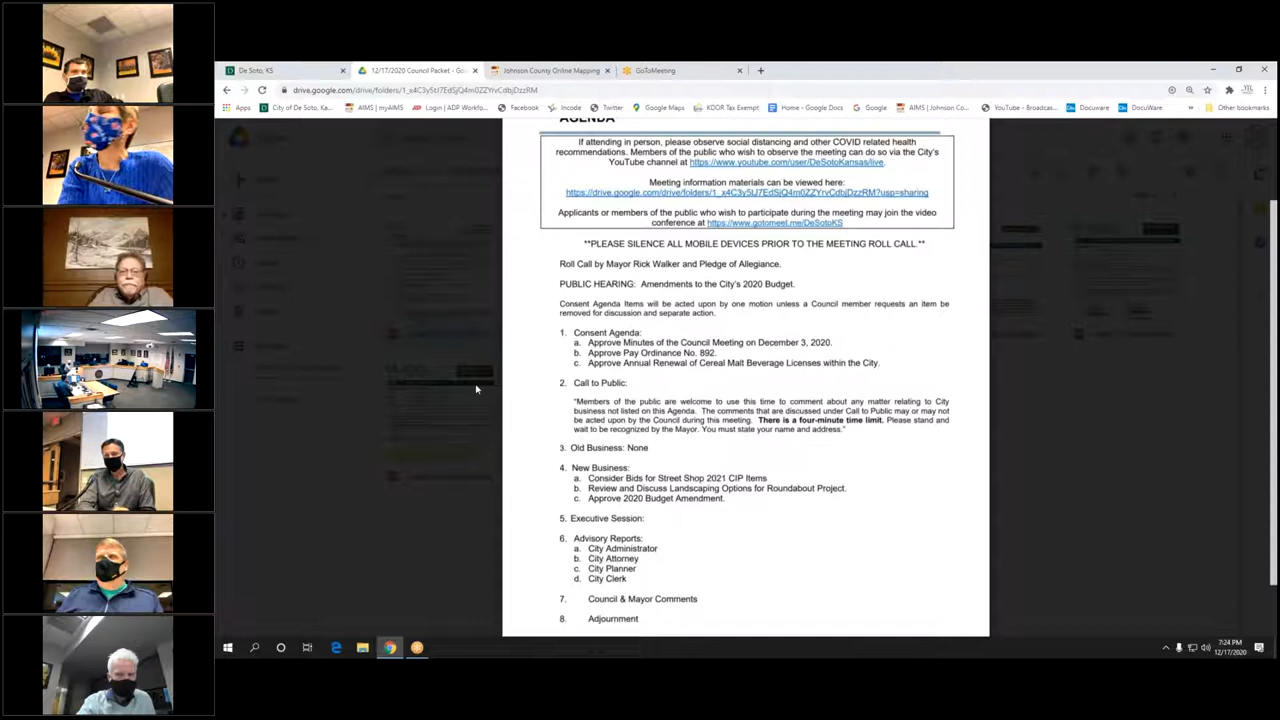 De Soto, KS
12/17/2020 Council Packet - Goo
Johnson County Online Mapping
GoToMeeting
drive.google.com/drive/folders/1_x4C3y5tJ7EdSjQ4m0ZZYrvCdbjDzzRM
Apps
City of De Soto, Ka...
AIMS | myAIMS
Login | ADP Workflo...
Facebook
Incode
Twitter
Google Maps
KDOR Tax Exempt
Home - Google Docs
Google
AIMS | Johnson Co...
YouTube - Broadcas...
Docuware
DocuWare
Other bookmarks
AGENDA
If attending in person, please observe social distancing and other COVID related health
recommendations. Members of the public who wish to observe the meeting can do so via the City's
YouTube channel at https://www.youtube.com/user/DeSotoKansas/live.
Meeting information materials can be viewed here:
https://drive.google.com/drive/folders/1_x4C3y5tJ7EdSjQ4m0ZZYrvCdbjDzzRM?usp=sharing
Applicants or members of the public who wish to participate during the meeting may join the video
conference at https://www.gotomeet.me/DeSotoKS
**PLEASE SILENCE ALL MOBILE DEVICES PRIOR TO THE MEETING ROLL CALL.**
Roll Call by Mayor Rick Walker and Pledge of Allegiance.
PUBLIC HEARING: Amendments to the City's 2020 Budget.
Consent Agenda Items will be acted upon by one motion unless a Council member requests an item be
removed for discussion and separate action.
1. Consent Agenda:
a. Approve Minutes of the Council Meeting on December 3, 2020.
b. Approve Pay Ordinance No. 892.
c. Approve Annual Renewal of Cereal Malt Beverage Licenses within the City.
2. Call to Public:
"Members of the public are welcome to use this time to comment about any matter relating to City
business not listed on this Agenda. The comments that are discussed under Call to Public may or may not
be acted upon by the Council during this meeting. There is a four-minute time limit. Please stand and
wait to be recognized by the Mayor. You must state your name and address."
3. Old Business: None
4. New Business:
a. Consider Bids for Street Shop 2021 CIP Items
b. Review and Discuss Landscaping Options for Roundabout Project.
c. Approve 2020 Budget Amendment.
5. Executive Session:
6. Advisory Reports:
a. City Administrator
b. City Attorney
c. City Planner
d. City Clerk
7. Council & Mayor Comments
8. Adjournment
7:24 PM
12/17/2020